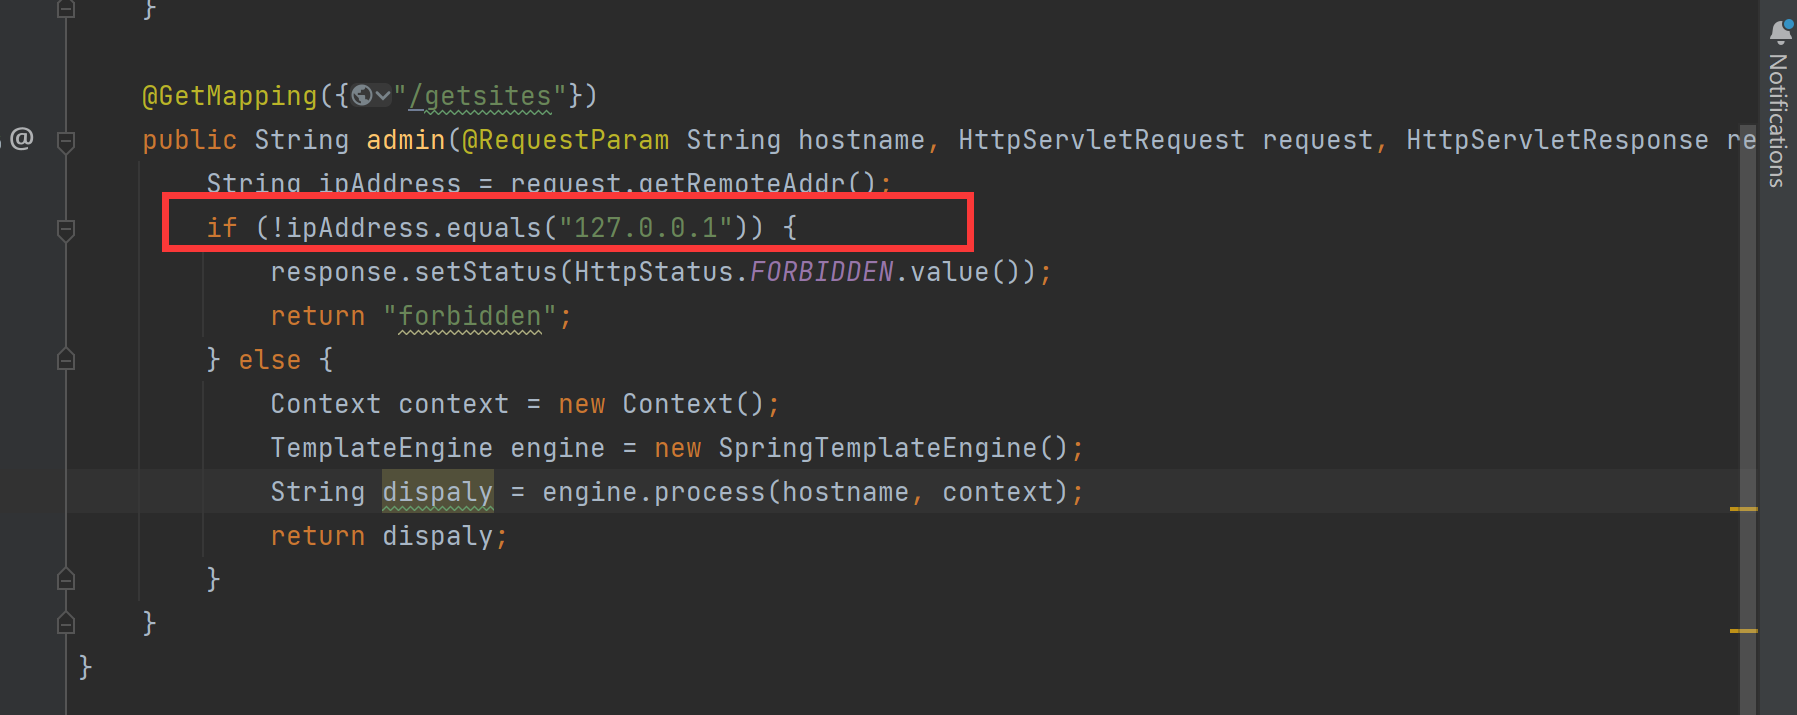 }
@GetMapping({"/getsites"})
public String admin(@RequestParam String hostname, HttpServletRequest request, HttpServletResponse re
String ipAddress = request.getRemoteAddr();
if (!ipAddress.equals("127.0.0.1")) {
response.setStatus(HttpStatus.FORBIDDEN.value());
return "forbidden";
} else {
Context context = new Context();
TemplateEngine engine = new SpringTemplateEngine();
String dispaly = engine.process(hostname, context);
return dispaly;
}
}
}
Notifications